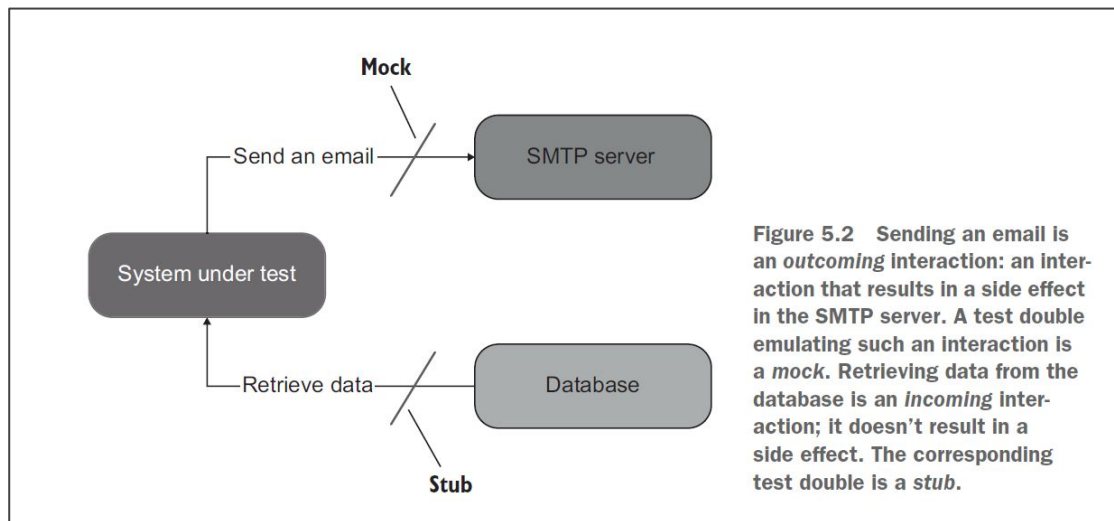 Mock
Send an email
SMTP server
System under test
Retrieve data
Database
Stub
Figure 5.2 Sending an email is
an outcoming interaction: an inter-
action that results in a side effect
in the SMTP server. A test double
emulating such an interaction is
a mock. Retrieving data from the
database is an incoming inter-
action; it doesn't result in a
side effect. The corresponding
test double is a stub.